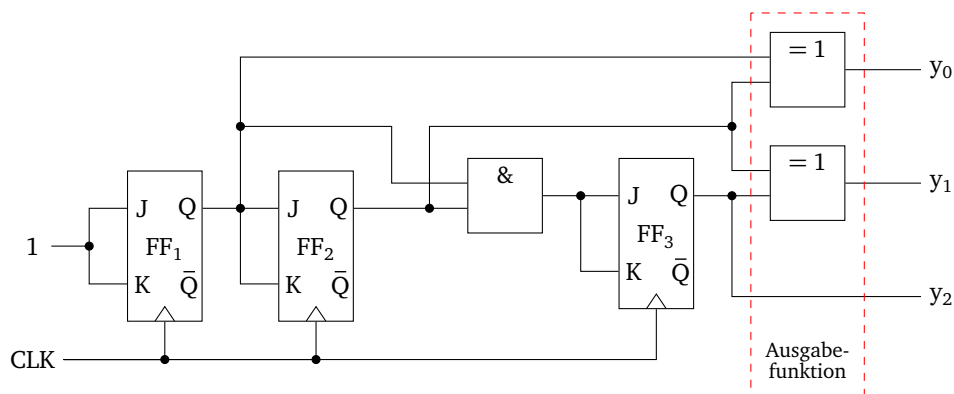 = 1
y₀
= 1
y₁
&
J Q
FF₁
K Q̄
J Q
FF₂
K Q̄
J Q
FF₃
K Q̄
1
y₂
CLK
Ausgabe-
funktion